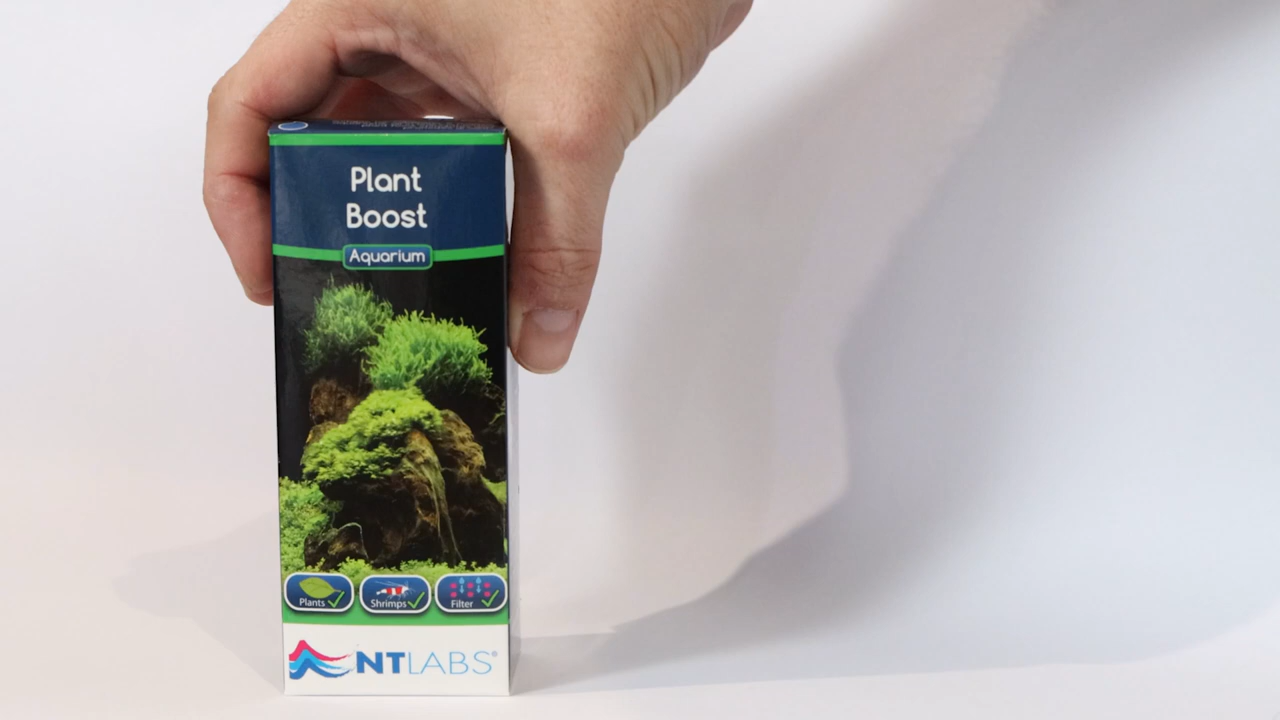 Plant
Boost
Aquarium
Plants
Shrimps
Filter
NTLABS®